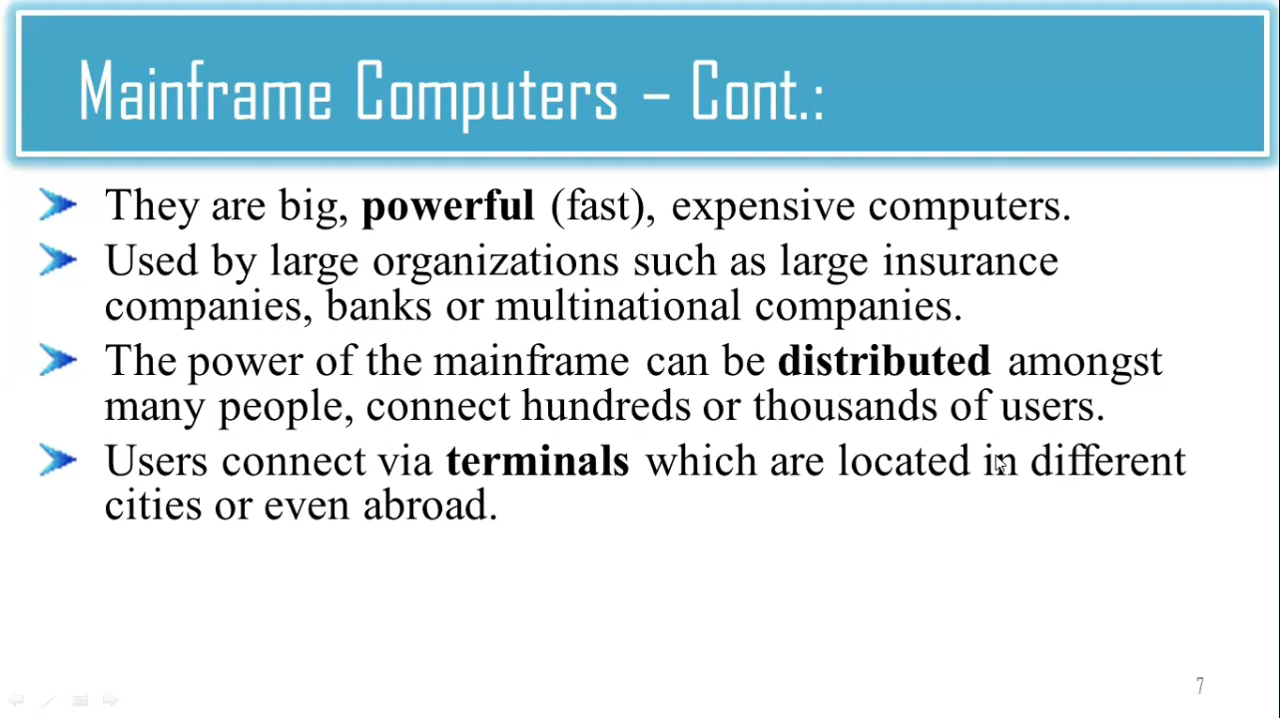 Mainframe Computers – Cont.:
They are big, powerful (fast), expensive computers.
Used by large organizations such as large insurance
companies, banks or multinational companies.
The power of the mainframe can be distributed amongst
many people, connect hundreds or thousands of users.
Users connect via terminals which are located in different
cities or even abroad.
7